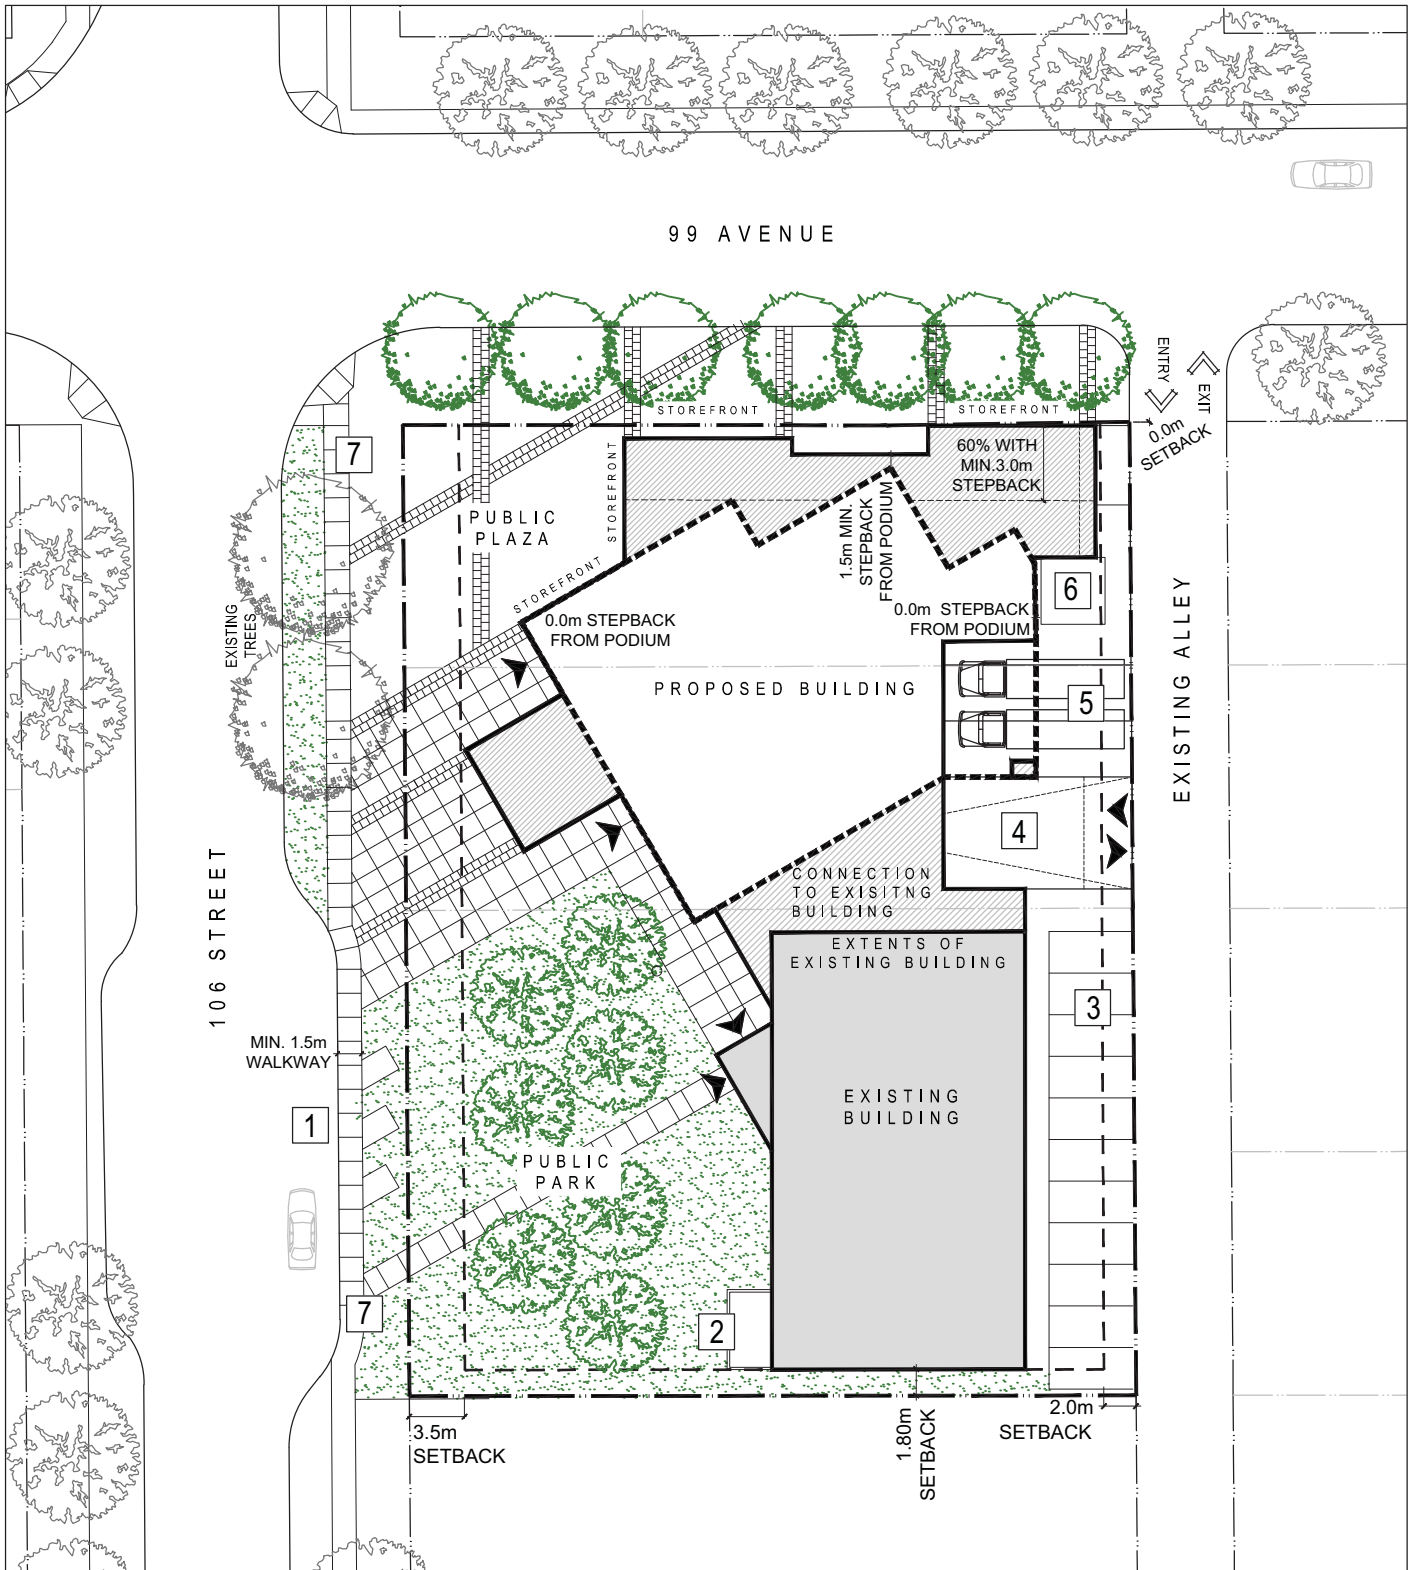 99 AVENUE
ENTRY
EXIT
0.0m
SETBACK
STOREFRONT
STOREFRONT
7
60% WITH
MIN.3.0m
STEPBACK
STOREFRONT
PUBLIC
PLAZA
1.5m MIN.
STEPBACK
FROM PODIUM
STOREFRONT
6
EXISTING
TREES
0.0m STEPBACK
FROM PODIUM
0.0m STEPBACK
FROM PODIUM
EXISTING ALLEY
PROPOSED BUILDING
5
4
106 STREET
CONNECTION
TO EXISITNG
BUILDING
EXTENTS OF
EXISTING BUILDING
3
MIN. 1.5m
WALKWAY
1
EXISTING
BUILDING
PUBLIC
PARK
7
2
3.5m
SETBACK
1.80m
SETBACK
2.0m
SETBACK